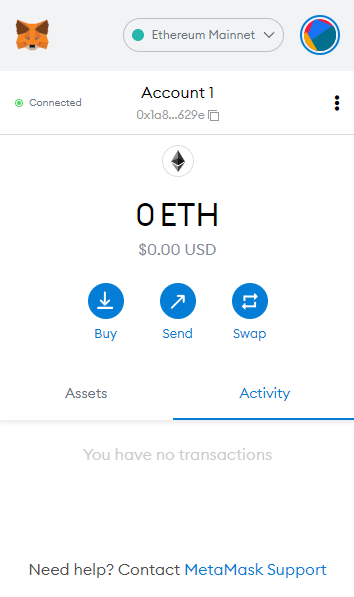 Ethereum Mainnet
Connected
Account 1
0x1a8...629e
0 ETH
$0.00 USD
Buy
Send
Swap
Assets
Activity
You have no transactions
Need help? Contact MetaMask Support